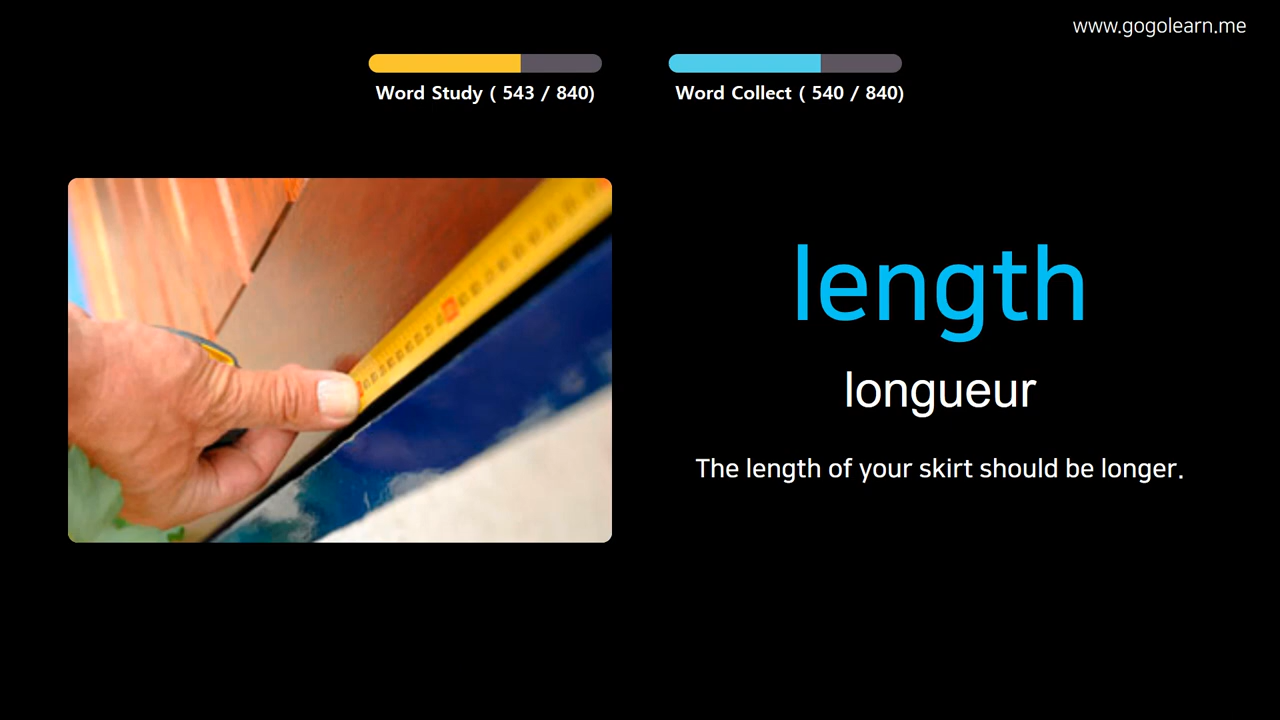 www.gogolearn.me
Word Study ( 543 / 840)
Word Collect ( 540 / 840)
length
longueur
The length of your skirt should be longer.